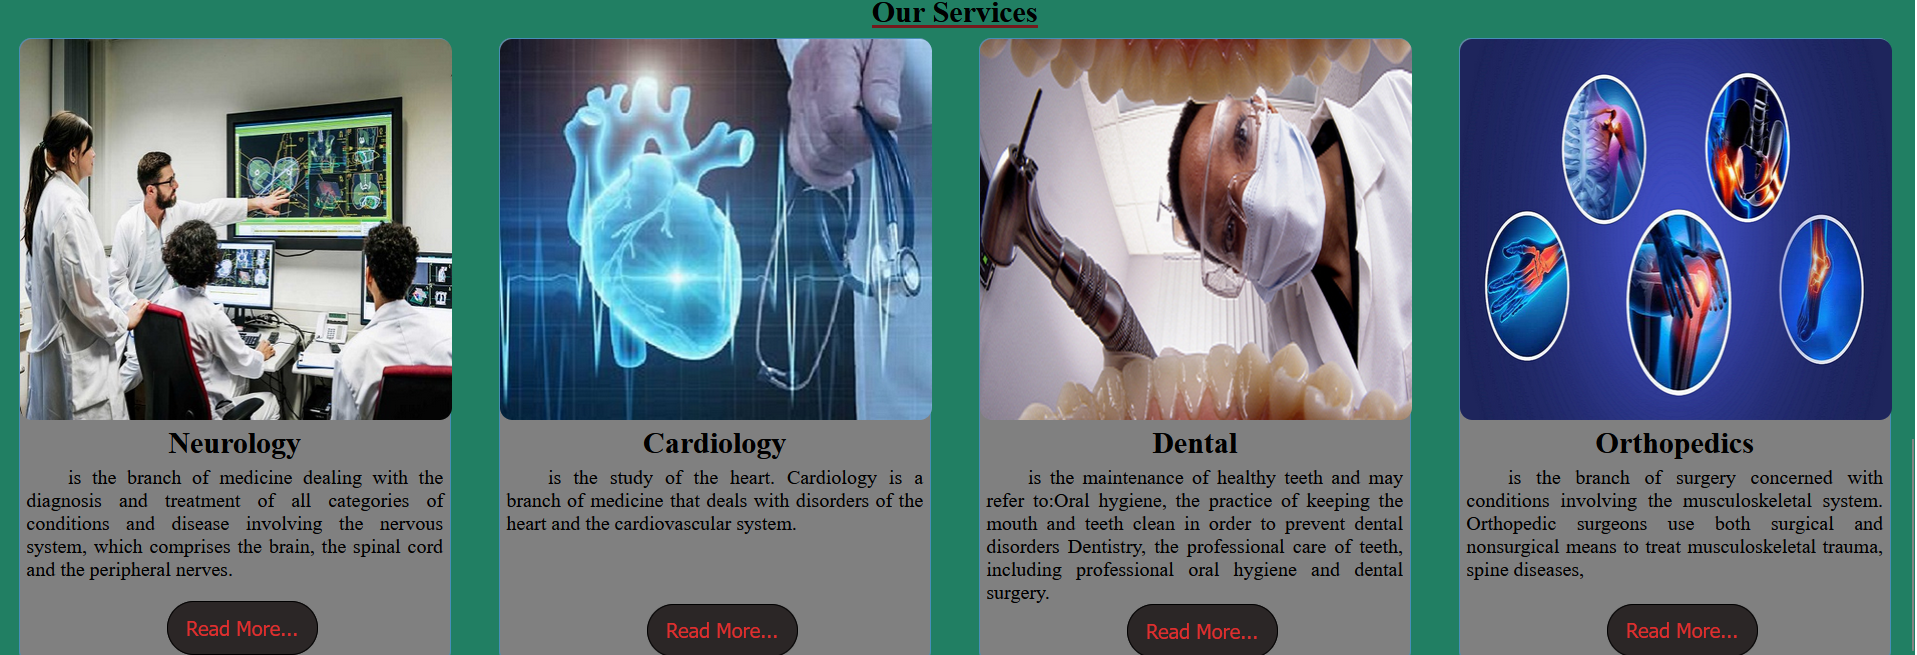 Our Services
Neurology
is the branch of medicine dealing with the
diagnosis and treatment of all categories of
conditions and disease involving the nervous
system, which comprises the brain, the spinal cord
and the peripheral nerves.
Read More...
Cardiology
is the study of the heart. Cardiology is a
branch of medicine that deals with disorders of the
heart and the cardiovascular system.
Read More...
Dental
is the maintenance of healthy teeth and may
refer to:Oral hygiene, the practice of keeping the
mouth and teeth clean in order to prevent dental
disorders Dentistry, the professional care of teeth,
including professional oral hygiene and dental
surgery.
Read More...
Orthopedics
is the branch of surgery concerned with
conditions involving the musculoskeletal system.
Orthopedic surgeons use both surgical and
nonsurgical means to treat musculoskeletal trauma,
spine diseases,
Read More...